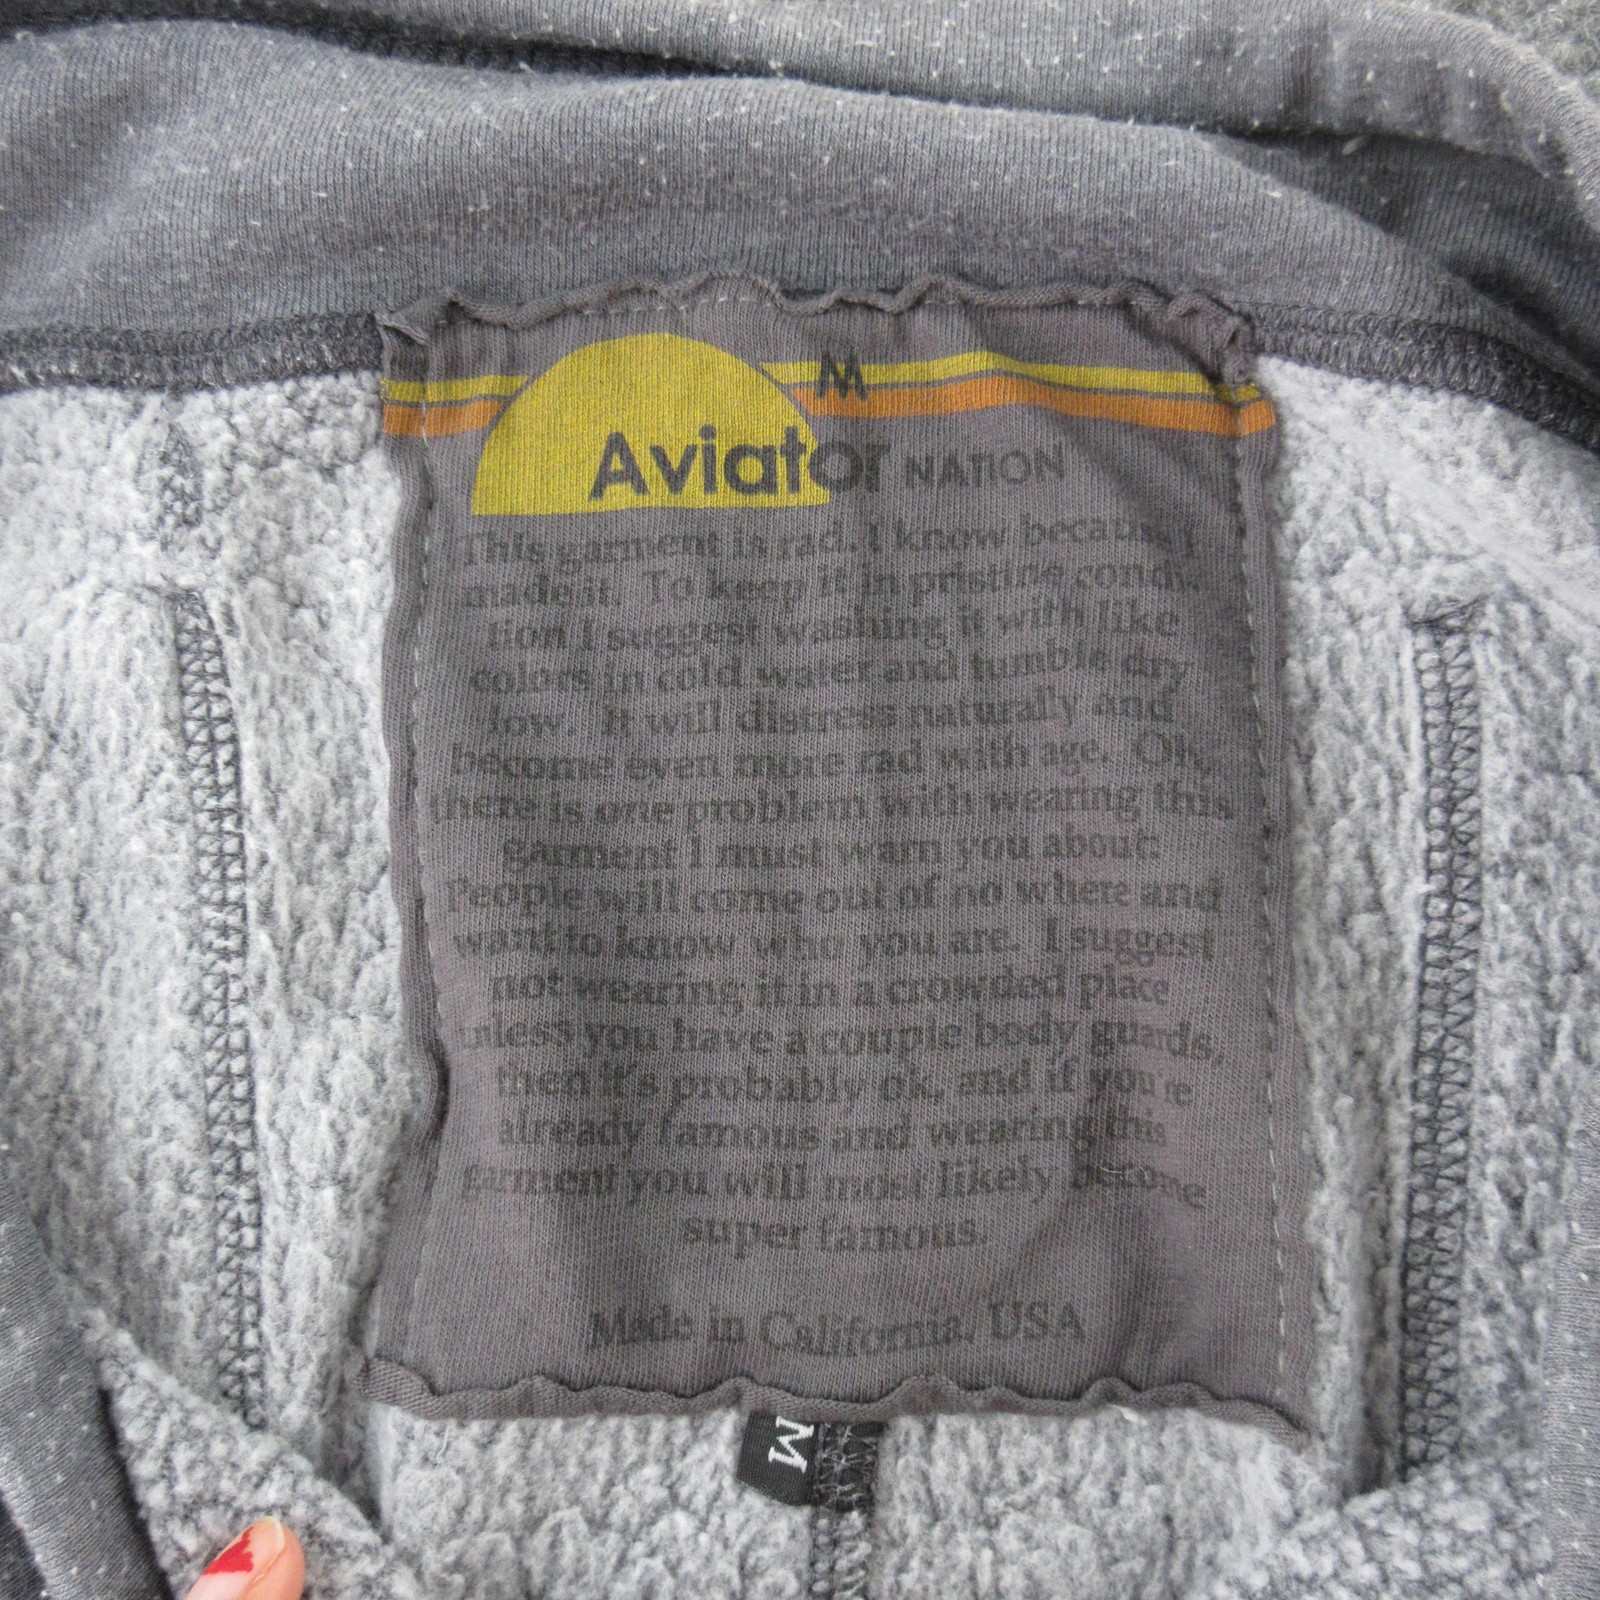 AA
Aviator NATION
This garment is rad. I know because I
made it. To keep it in pristine condi-
tion I suggest washing it with like
colors in cold water and tumble dry
low. It will distress naturally and
become even more rad with age. Oh,
there is one problem with wearing this
garment I must warn you about:
People will come out of no where and
want to know who you are. I suggest
not wearing it in a crowded place
unless you have a couple body guards,
then it's probably ok, and if you're
already famous and wearing this
garment you will most likely become
super famous.
Made in California, USA
M